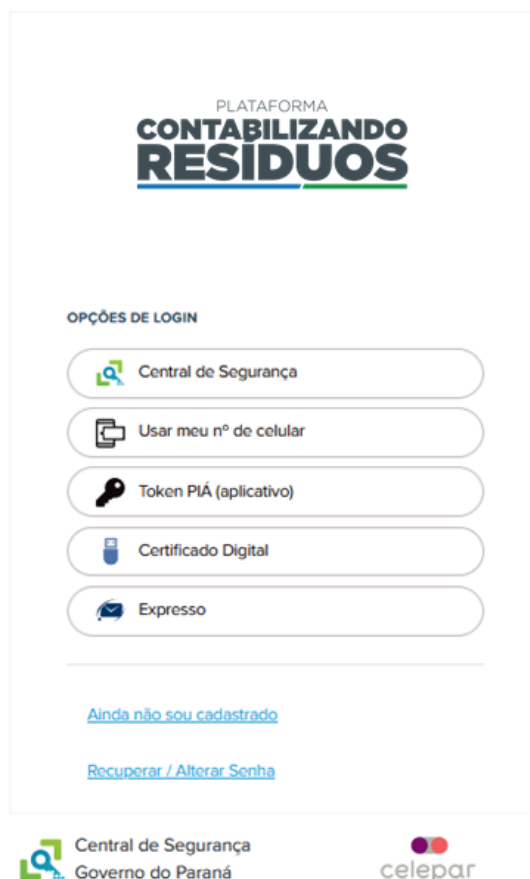 PLATAFORMA
CONTABILIZANDO
RESÍDUOS
OPÇÕES DE LOGIN
Central de Segurança
Usar meu nº de celular
Token PIÁ (aplicativo)
Certificado Digital
Expresso
Ainda não sou cadastrado
Recuperar / Alterar Senha
Central de Segurança
Governo do Paraná
celepar